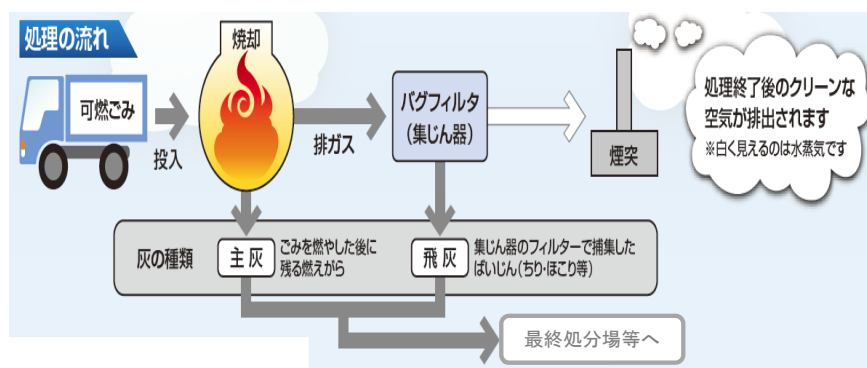 処理の流れ
可燃ごみ
投入
焼却
排ガス
バグフィルタ
(集じん器)
煙突
処理終了後のクリーンな
空気が排出されます
※白く見えるのは水蒸気です
灰の種類
主灰
ごみを燃やした後に
残る燃えがら
飛灰
集じん器のフィルターで捕集した
ばいじん(ちり・ほこり等)
最終処分場等へ